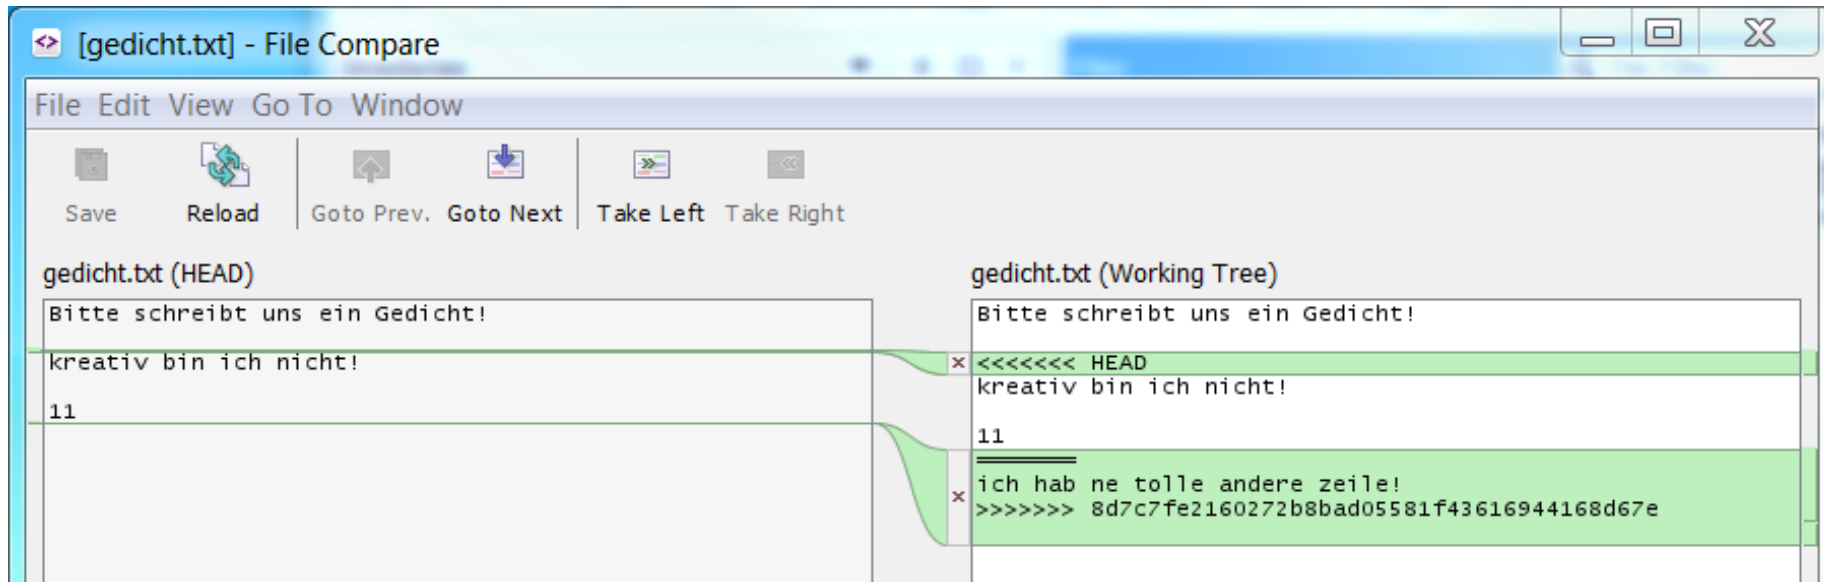 [gedicht.txt] - File Compare
File Edit View Go To Window
Save Reload Goto Prev. Goto Next Take Left Take Right
gedicht.txt (HEAD)
Bitte schreibt uns ein Gedicht!
kreativ bin ich nicht!
11
gedicht.txt (Working Tree)
Bitte schreibt uns ein Gedicht!
<<<<<<< HEAD
kreativ bin ich nicht!
11
=======
ich hab ne tolle andere zeile!
>>>>>>> 8d7c7fe2160272b8bad05581f43616944168d67e